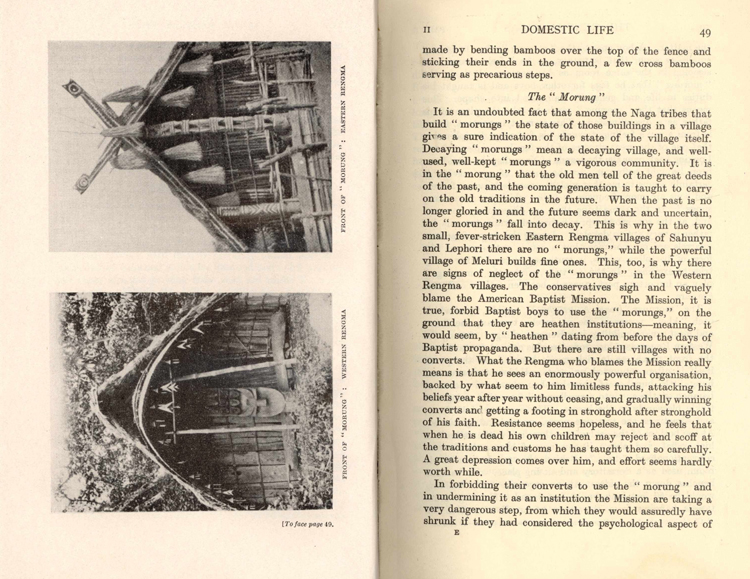 FRONT OF "MORUNG": EASTERN RENGMA
FRONT OF "MORUNG": WESTERN RENGMA
[To face page 49.
II DOMESTIC LIFE 49
made by bending bamboos over the top of the fence and
sticking their ends in the ground, a few cross bamboos
serving as precarious steps.
The "Morung"
It is an undoubted fact that among the Naga tribes that
build "morungs" the state of those buildings in a village
gives a sure indication of the state of the village itself.
Decaying "morungs" mean a decaying village, and well-
used, well-kept "morungs" a vigorous community. It is
in the "morung" that the old men tell of the great deeds
of the past, and the coming generation is taught to carry
on the old traditions in the future. When the past is no
longer gloried in and the future seems dark and uncertain,
the "morungs" fall into decay. This is why in the two
small, fever-stricken Eastern Rengma villages of Sahunyu
and Lephori there are no "morungs," while the powerful
village of Meluri builds fine ones. This, too, is why there
are signs of neglect of the "morungs" in the Western
Rengma villages. The conservatives sigh and vaguely
blame the American Baptist Mission. The Mission, it is
true, forbid Baptist boys to use the "morungs," on the
ground that they are heathen institutions—meaning, it
would seem, by "heathen" dating from before the days of
Baptist propaganda. But there are still villages with no
converts. What the Rengma who blames the Mission really
means is that he sees an enormously powerful organisation,
backed by what seem to him limitless funds, attacking his
beliefs year after year without ceasing, and gradually winning
converts and getting a footing in stronghold after stronghold
of his faith. Resistance seems hopeless, and he feels that
when he is dead his own children may reject and scoff at
the traditions and customs he has taught them so carefully.
A great depression comes over him, and effort seems hardly
worth while.
In forbidding their converts to use the "morung" and
in undermining it as an institution the Mission are taking a
very dangerous step, from which they would assuredly have
shrunk if they had considered the psychological aspect of
E